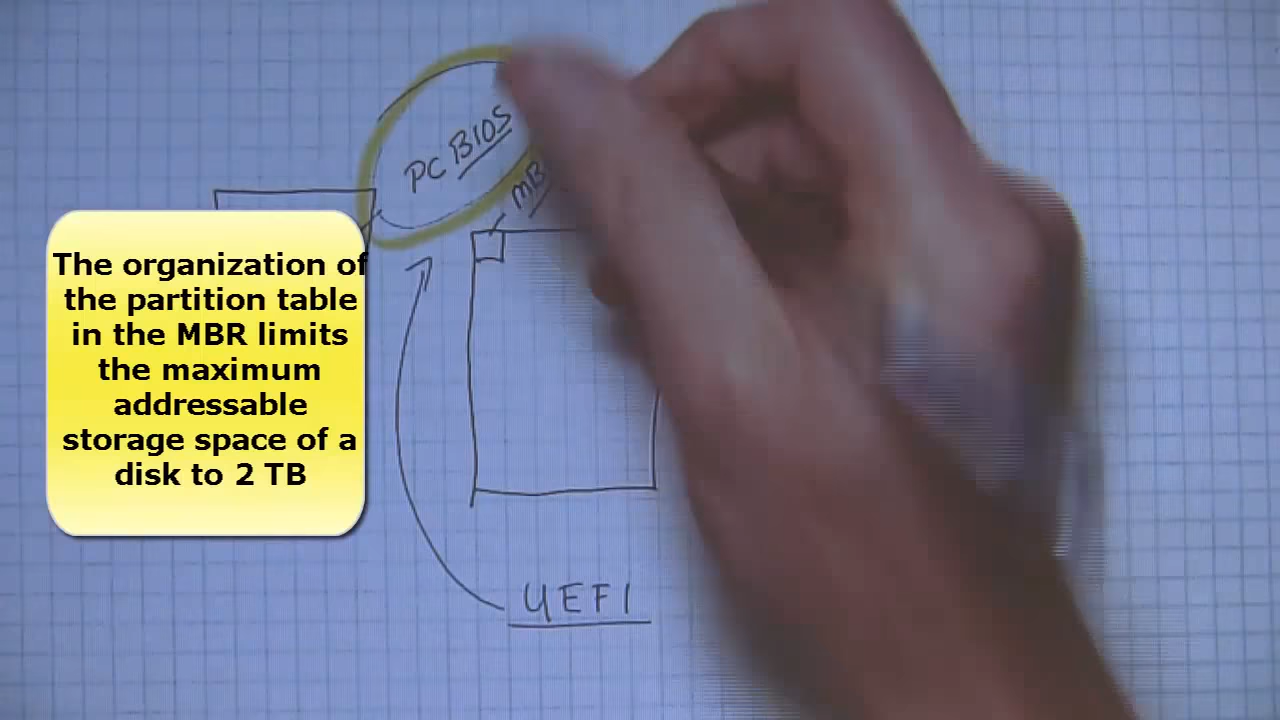 PC BIOS
The organization of
the partition table
in the MBR limits
the maximum
addressable
storage space of a
disk to 2 TB
UEFI